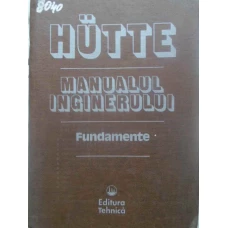 8040
HÜTTE
MANUALUL
INGINERULUI
Fundamente
Editura
Tehnică